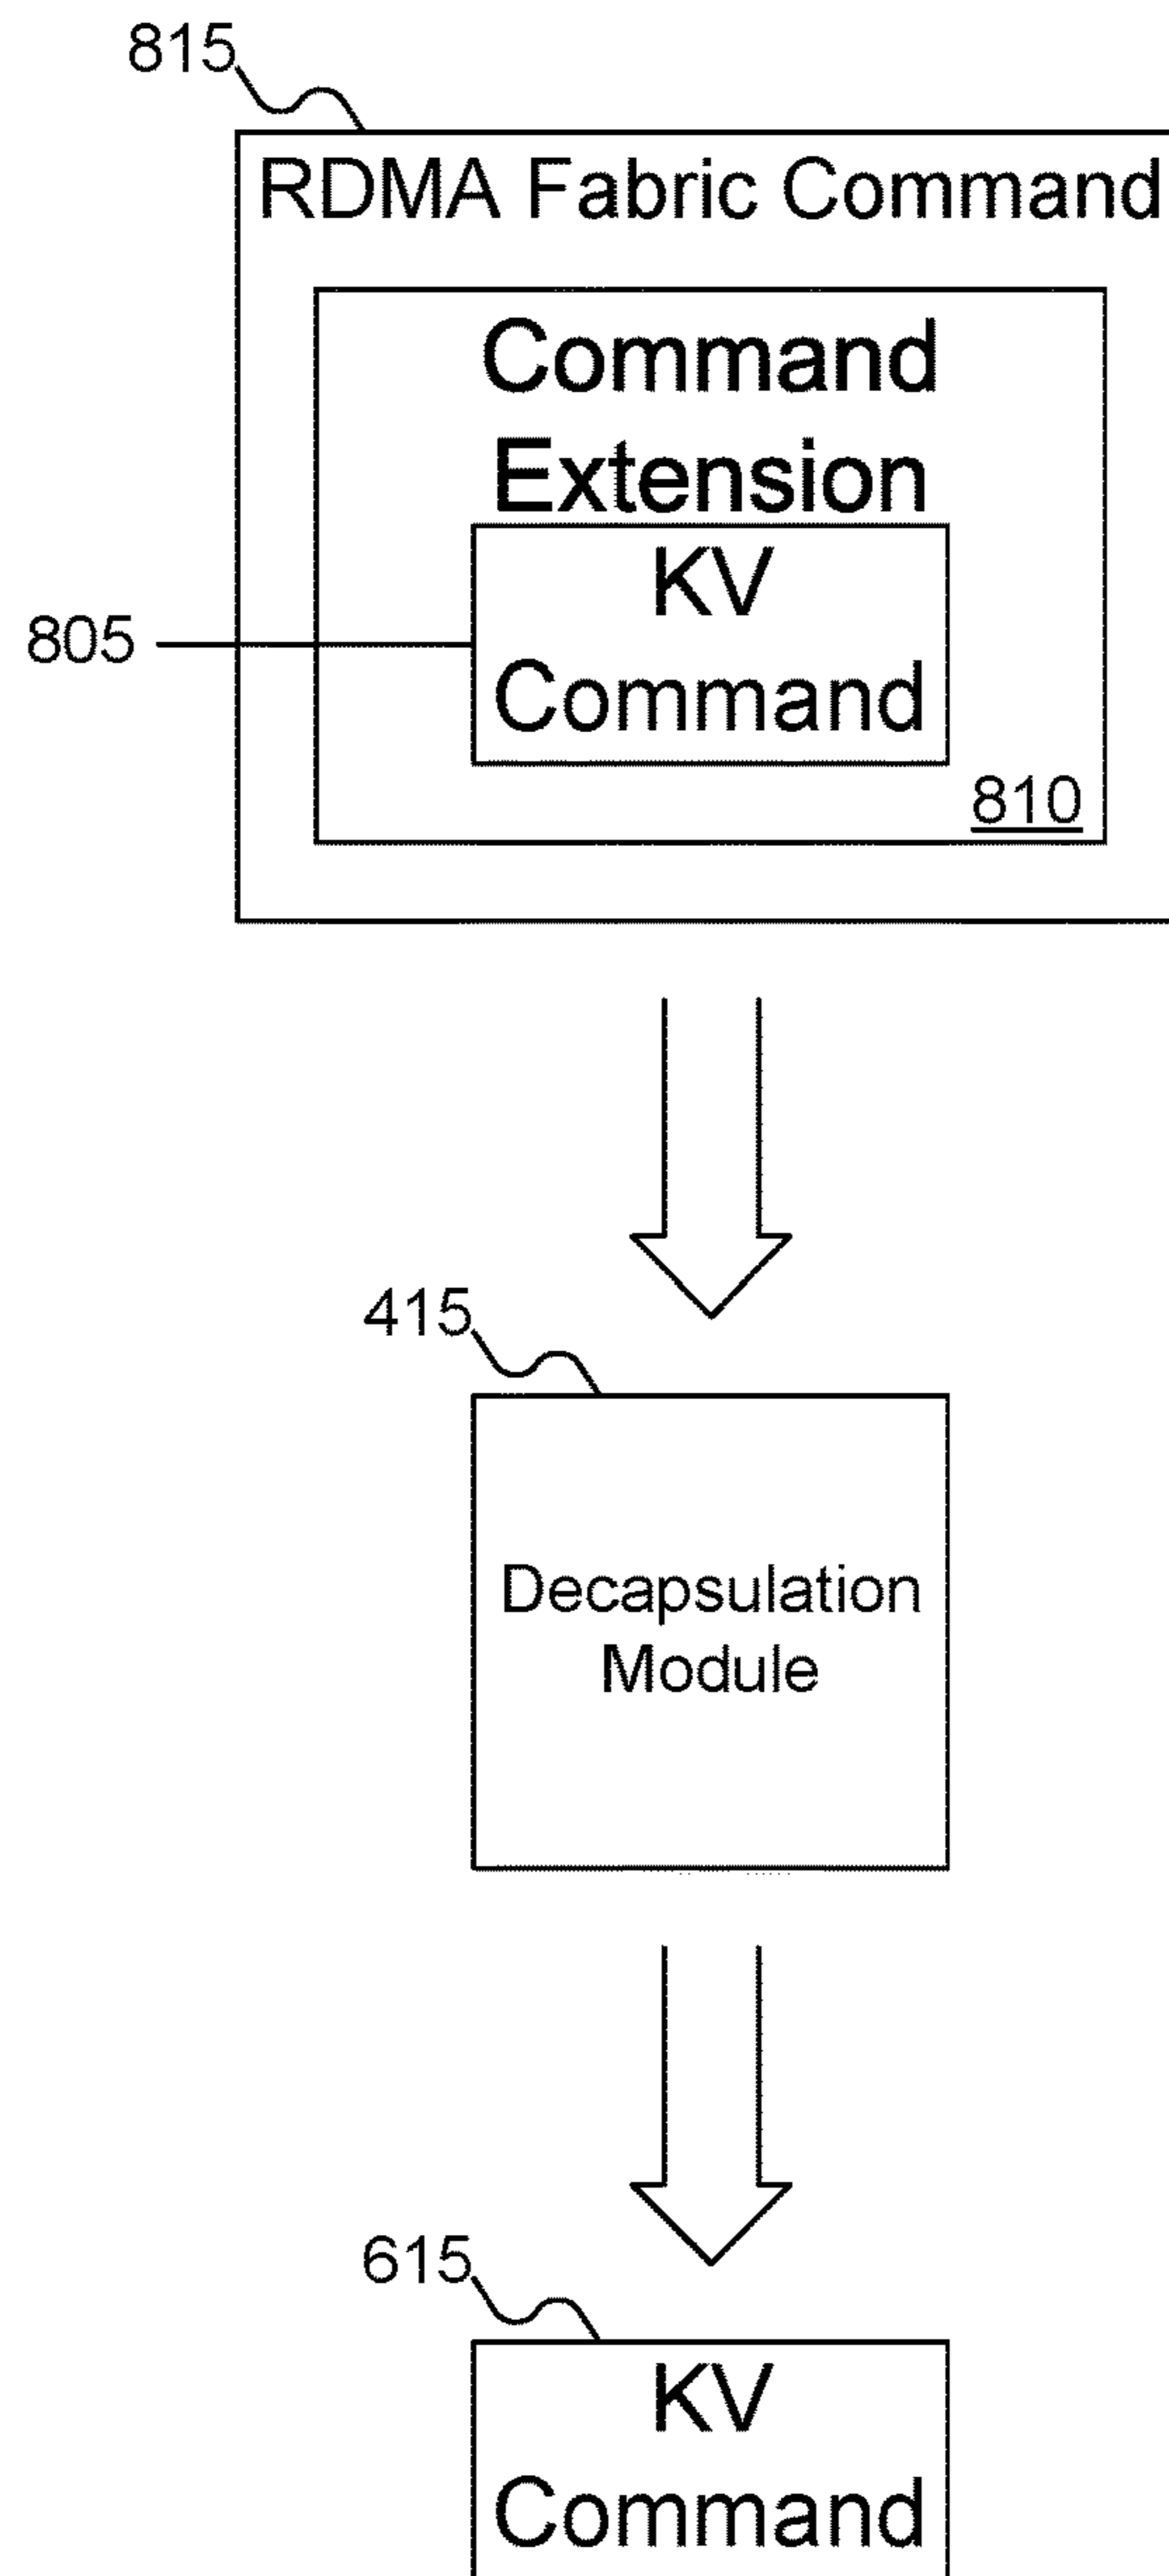 815
RDMA Fabric Command
Command
Extension
KV
805
Command
810
415
Decapsulation
Module
615
KV
Command